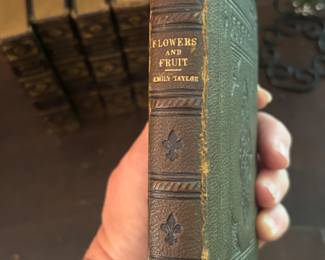 FLOWERS
AND
FRUIT
EMILY TAYLOR